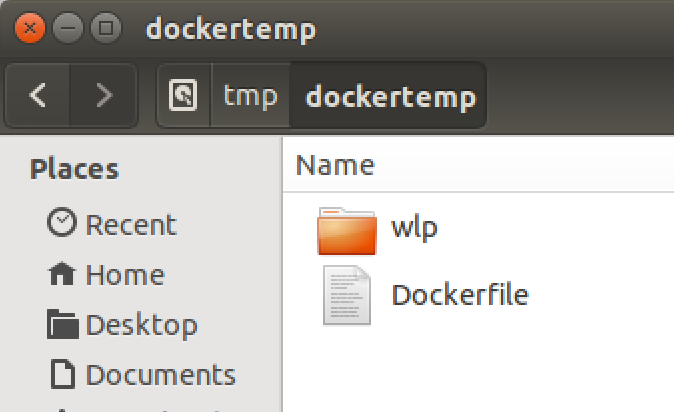 dockertemp
tmp dockertemp
Places
Name
Recent
wlp
Home
Dockerfile
Desktop
Documents